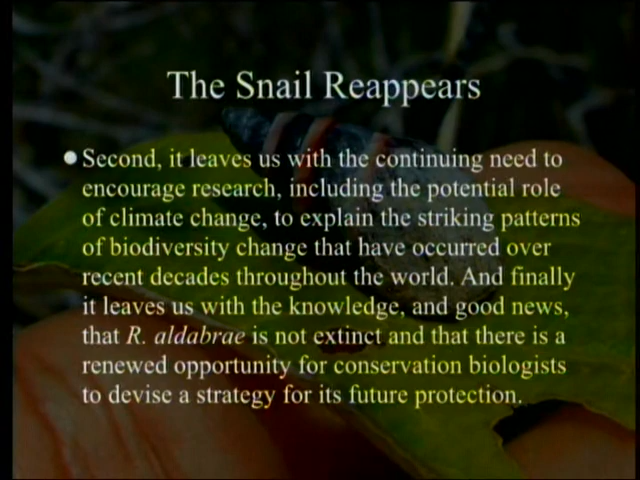 The Snail Reappears
● Second, it leaves us with the continuing need to
encourage research, including the potential role
of climate change, to explain the striking patterns
of biodiversity change that have occurred over
recent decades throughout the world. And finally
it leaves us with the knowledge, and good news,
that R. aldabrae is not extinct and that there is a
renewed opportunity for conservation biologists
to devise a strategy for its future protection.